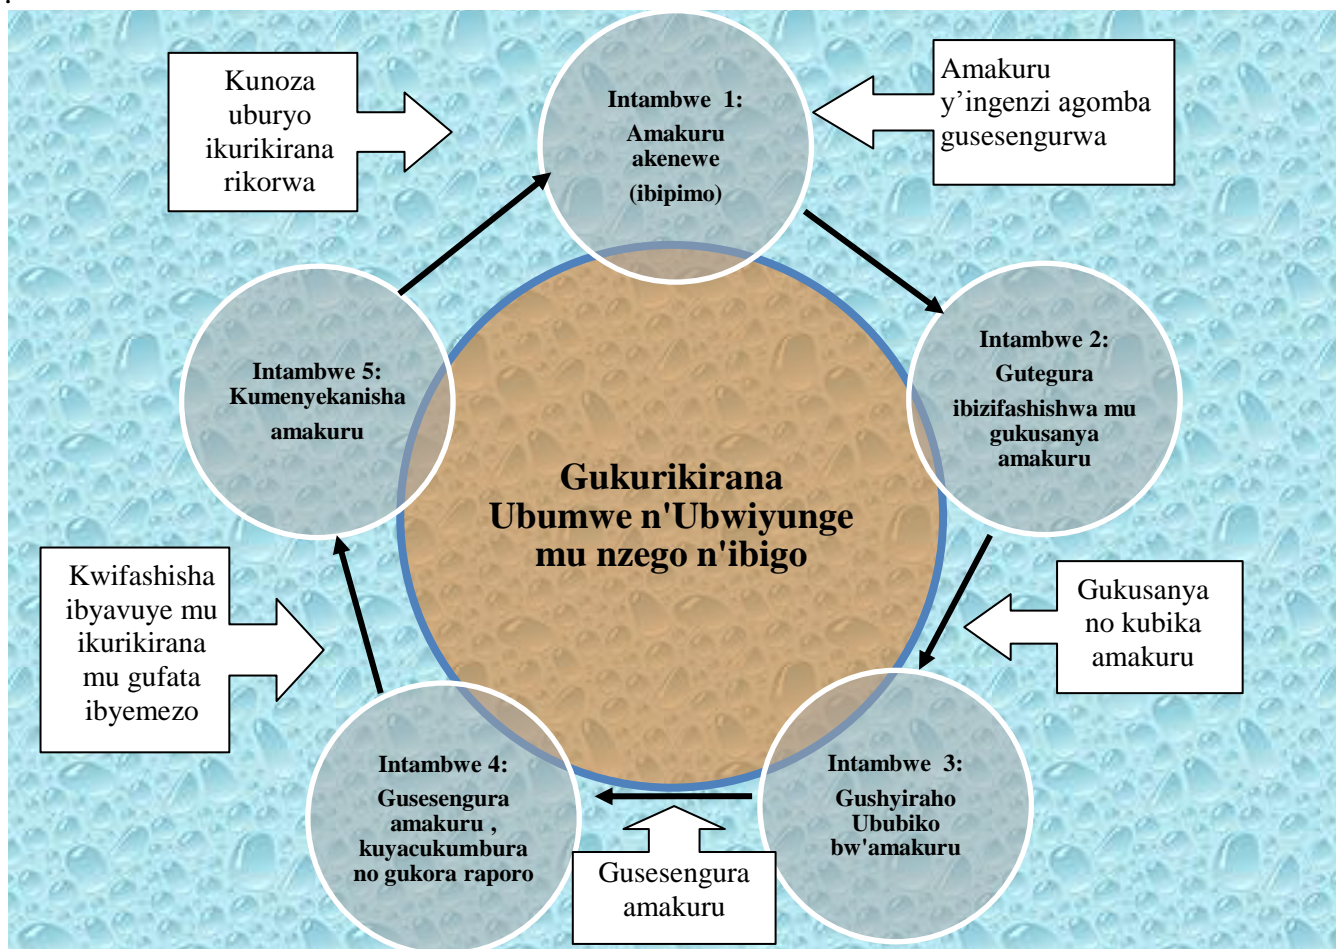 Kunoza
uburyo
ikurikirana
rikorwa
Intambwe 1:
Amakuru
akenewe
(ibipimo)
Amakuru
y'ingenzi agomba
gusesengurwa
Intambwe 5:
Kumenyekanisha
amakuru
Intambwe 2:
Gutegura
ibizifashishwa mu
gukusanya
amakuru
Gukurikirana
Ubumwe n'Ubwiyunge
mu nzego n'ibigo
Kwifashisha
ibyavuye mu
ikurikirana
mu gufata
ibyemezo
Gukusanya
no kubika
amakuru
Intambwe 4:
Gusesengura
amakuru ,
kuyacukumbura
no gukora raporo
Intambwe 3:
Gushyiraho
Ububiko
bw'amakuru
Gusesengura
amakuru